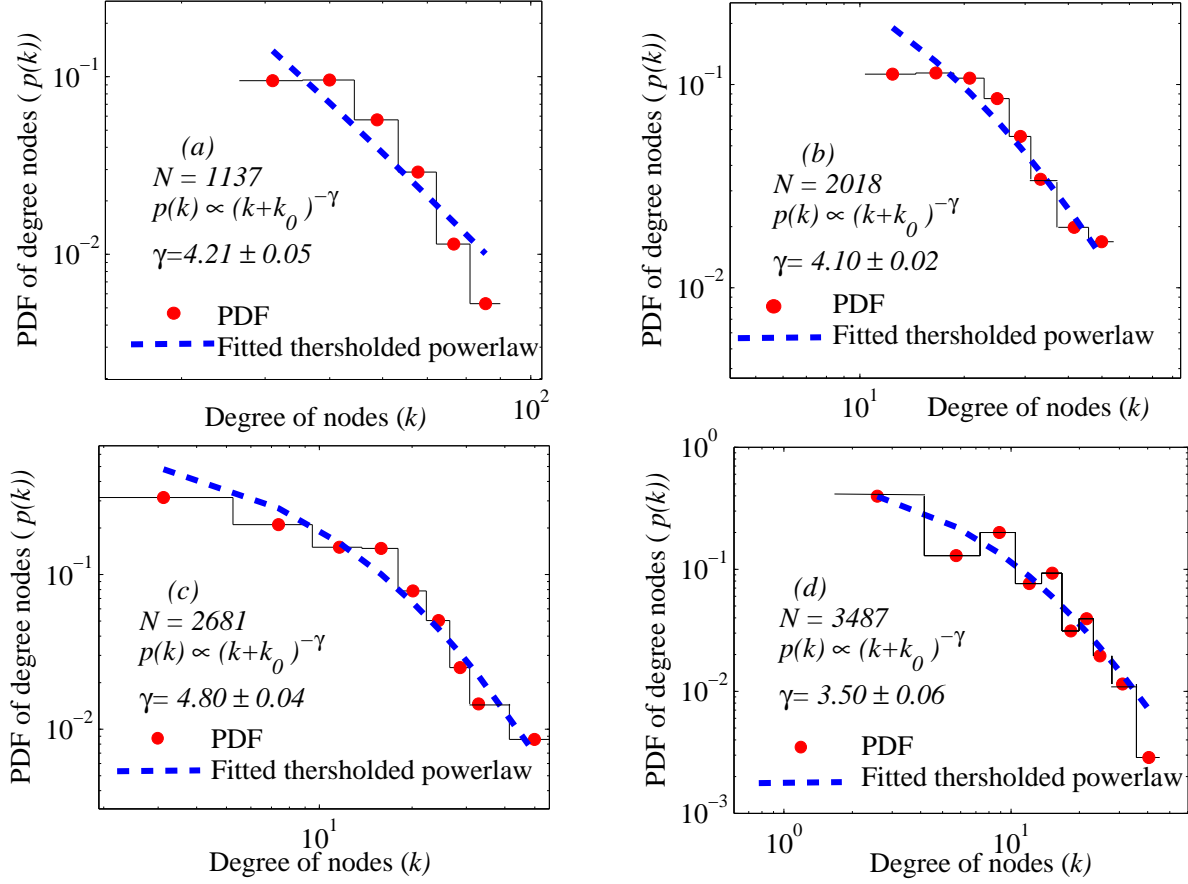 PDF of degree nodes ( p(k))
10^-1
10^-2
(a)
N = 1137
p(k) ∝ (k+k_0 )^−γ
γ=4.21 ± 0.05
PDF
Fitted thersholded powerlaw
10^2
Degree of nodes (k)
PDF of degree nodes ( p(k))
10^-1
10^-2
(b)
N = 2018
p(k) ∝ (k+k_0 )^−γ
γ= 4.10 ± 0.02
PDF
Fitted thersholded powerlaw
10^1
Degree of nodes (k)
PDF of degree nodes ( p(k))
10^-1
10^-2
(c)
N = 2681
p(k) ∝ (k+k_0 )^−γ
γ= 4.80 ± 0.04
PDF
Fitted thersholded powerlaw
10^1
Degree of nodes (k)
PDF of degree nodes ( p(k))
10^0
10^-1
10^-2
10^-3
(d)
N = 3487
p(k) ∝ (k+k_0 )^−γ
γ= 3.50 ± 0.06
PDF
Fitted thersholded powerlaw
10^0
10^1
Degree of nodes (k)